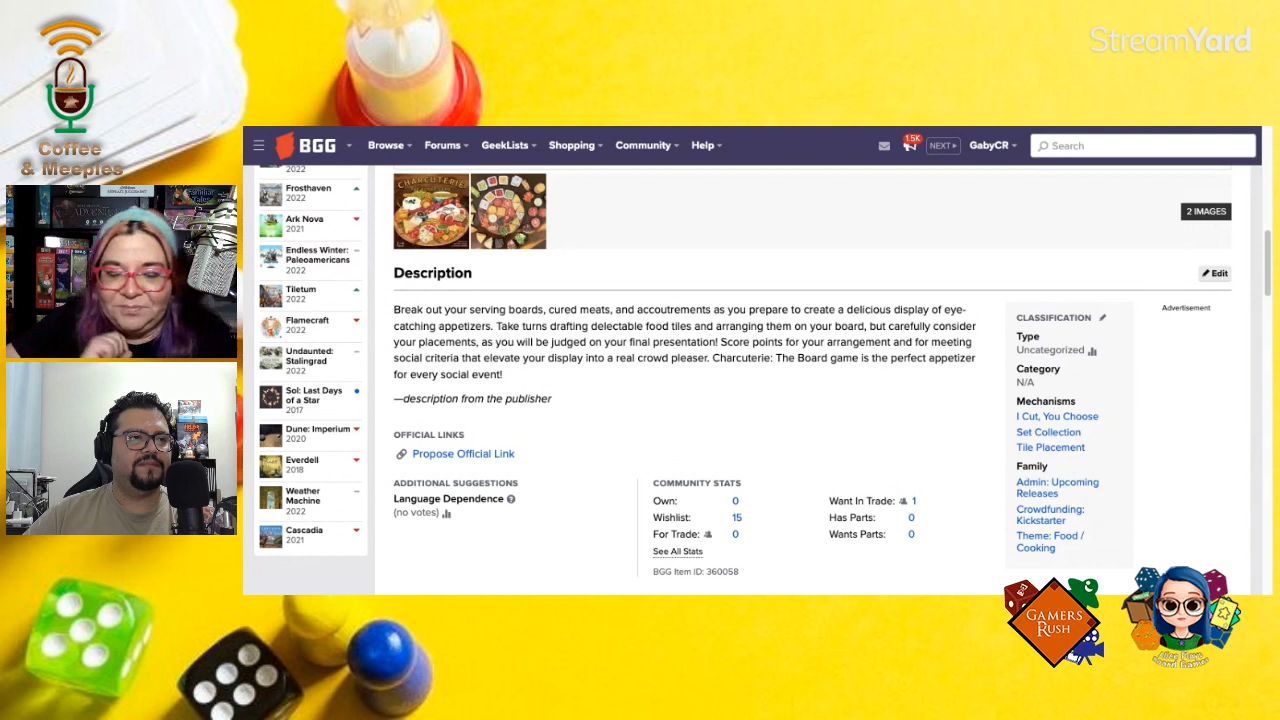 StreamYard
Coffee
& Meeples
BGG
Browse
Forums
GeekLists
Shopping
Community
Help
1.5K
NEXT
GabyCR
Search
2022
Frosthaven
2022
Ark Nova
2021
Endless Winter:
Paleoamericans
2022
Tiletum
2022
Flamecraft
2022
Undaunted:
Stalingrad
2022
Sol: Last Days
of a Star
2017
Dune: Imperium
2020
Everdell
2018
Weather
Machine
2022
Cascadia
2021
CHARCUTERIE
2 IMAGES
Description
Edit
Break out your serving boards, cured meats, and accoutrements as you prepare to create a delicious display of eye-
catching appetizers. Take turns drafting delectable food tiles and arranging them on your board, but carefully consider
your placements, as you will be judged on your final presentation! Score points for your arrangement and for meeting
social criteria that elevate your display into a real crowd pleaser. Charcuterie: The Board game is the perfect appetizer
for every social event!
—description from the publisher
OFFICIAL LINKS
Propose Official Link
ADDITIONAL SUGGESTIONS
Language Dependence
(no votes)
COMMUNITY STATS
Own: 0
Wishlist: 15
For Trade: 0
See All Stats
BGG Item ID: 360058
Want In Trade: 1
Has Parts: 0
Wants Parts: 0
CLASSIFICATION
Type
Uncategorized
Category
N/A
Mechanisms
I Cut, You Choose
Set Collection
Tile Placement
Family
Admin: Upcoming
Releases
Crowdfunding:
Kickstarter
Theme: Food /
Cooking
Advertisement
GAMERS
RUSH
Board Games